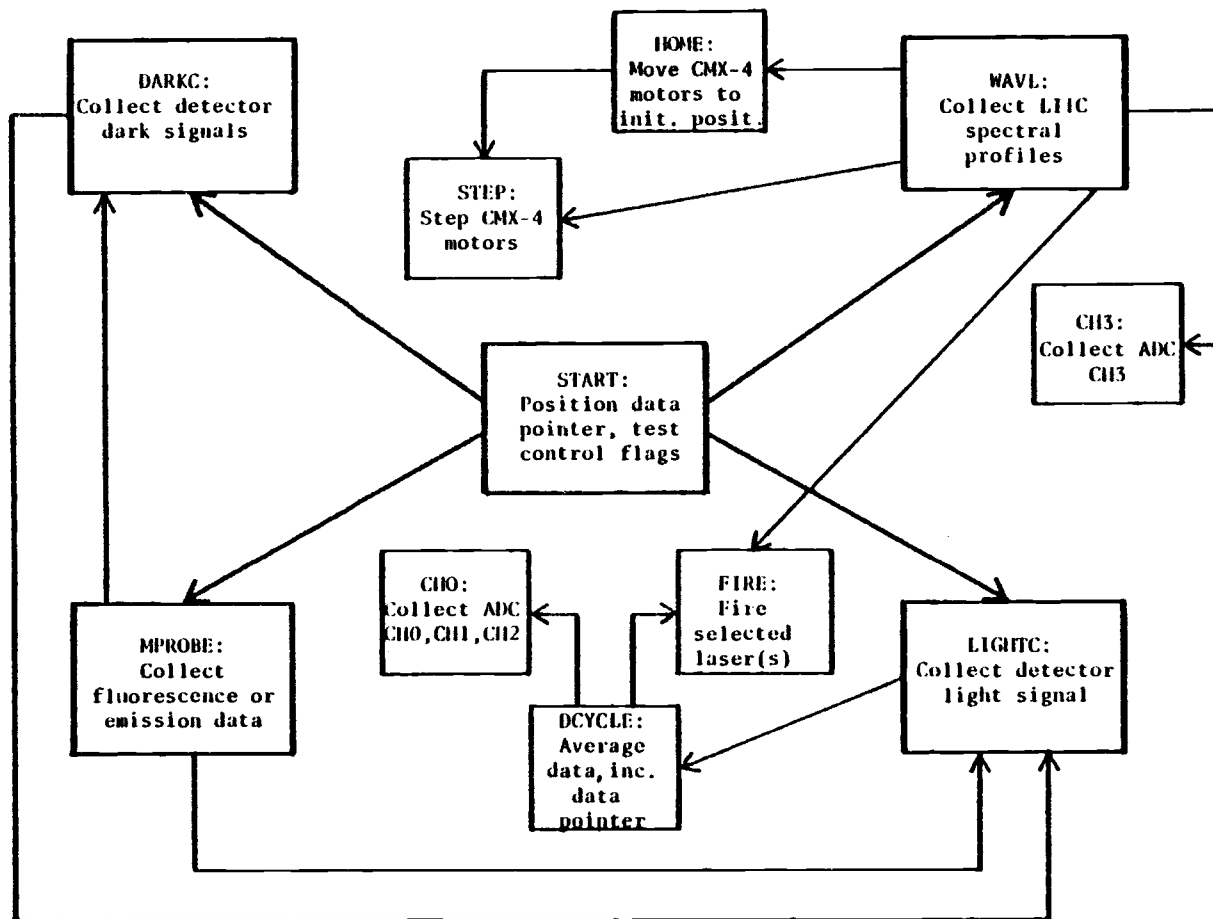 HOME:
Move CMX-4
motors to
init. posit.
DARKC:
Collect detector
dark signals
WAVL:
Collect LHC
spectral
profiles
STEP:
Step CMX-4
motors
CH3:
Collect ADC
CH3
START:
Position data
pointer, test
control flags
CH0:
Collect ADC
CH0,CH1,CH2
FIRE:
Fire
selected
laser(s)
MPROBE:
Collect
fluorescence or
emission data
LIGHTC:
Collect detector
light signal
DCYCLE:
Average
data, inc.
data
pointer